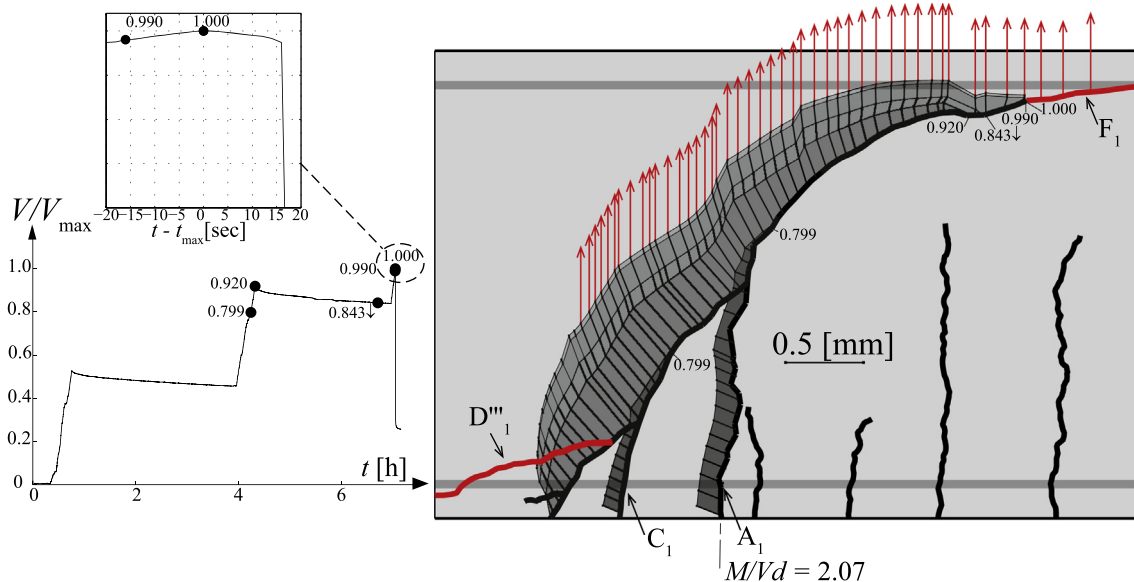 0.990
1.000
−20 −15 −10 −5 0 5 10 15 20
t - tmax[sec]
V/Vmax
1.0
0.8
0.6
0.4
0.2
0
0 2 4 6
t [h]
0.799
0.920
0.843↓
0.990
1.000
0.920
0.843↓
0.990
1.000
F1
0.799
0.799
0.5 [mm]
D'''1
C1
A1
M/Vd = 2.07